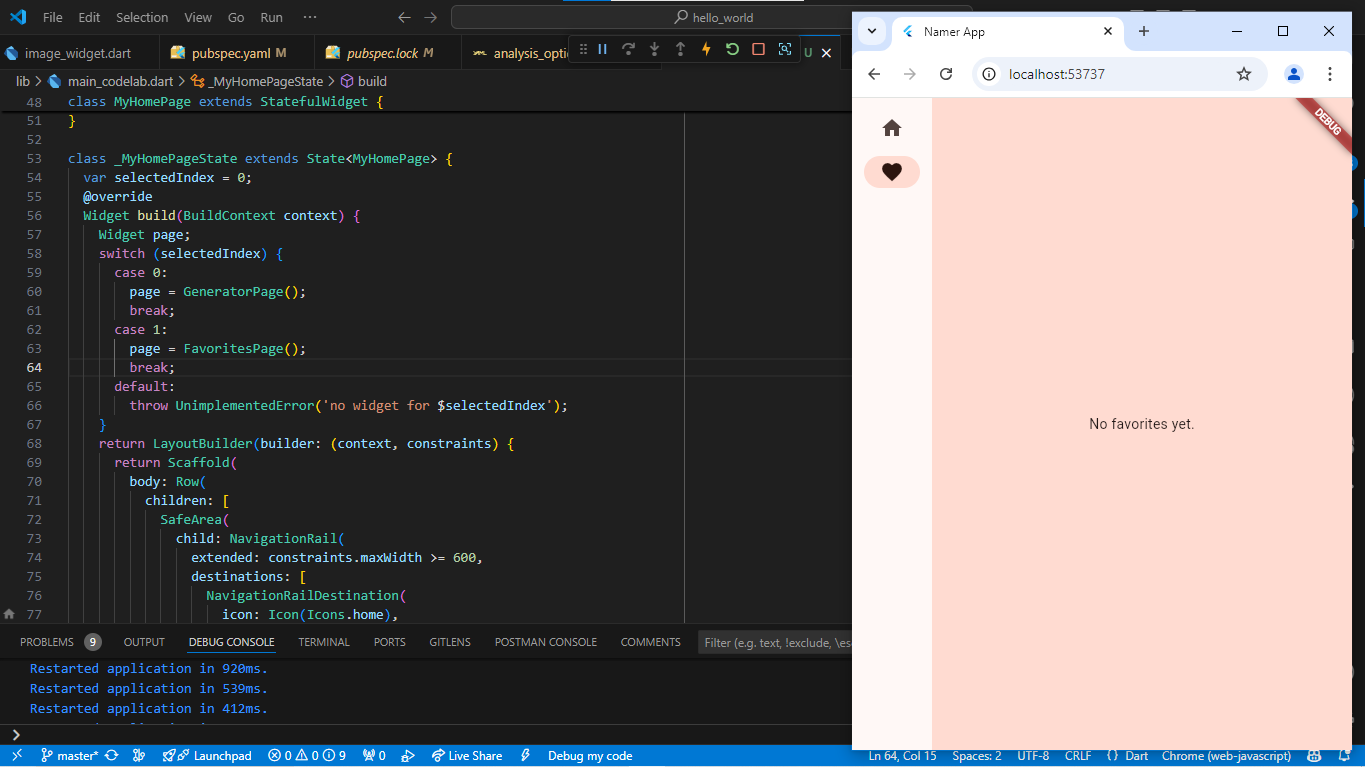 File Edit Selection View Go Run ···
hello_world
image_widget.dart pubspec.yaml M pubspec.lock M analysis_optio U
lib > main_codelab.dart > _MyHomePageState > build
48 class MyHomePage extends StatefulWidget {
51 }
52
53 class _MyHomePageState extends State<MyHomePage> {
54 var selectedIndex = 0;
55 @override
56 Widget build(BuildContext context) {
57 Widget page;
58 switch (selectedIndex) {
59 case 0:
60 page = GeneratorPage();
61 break;
62 case 1:
63 page = FavoritesPage();
64 break;
65 default:
66 throw UnimplementedError('no widget for $selectedIndex');
67 }
68 return LayoutBuilder(builder: (context, constraints) {
69 return Scaffold(
70 body: Row(
71 children: [
72 SafeArea(
73 child: NavigationRail(
74 extended: constraints.maxWidth >= 600,
75 destinations: [
76 NavigationRailDestination(
77 icon: Icon(Icons.home),
PROBLEMS 9 OUTPUT DEBUG CONSOLE TERMINAL PORTS GITLENS POSTMAN CONSOLE COMMENTS Filter (e.g. text, !exclude, \es
Restarted application in 920ms.
Restarted application in 539ms.
Restarted application in 412ms.
master* Launchpad 0 0 9 0 Live Share Debug my code Ln 64, Col 15 Spaces: 2 UTF-8 CRLF {} Dart Chrome (web-javascript)
Namer App
localhost:53737
DEBUG
No favorites yet.